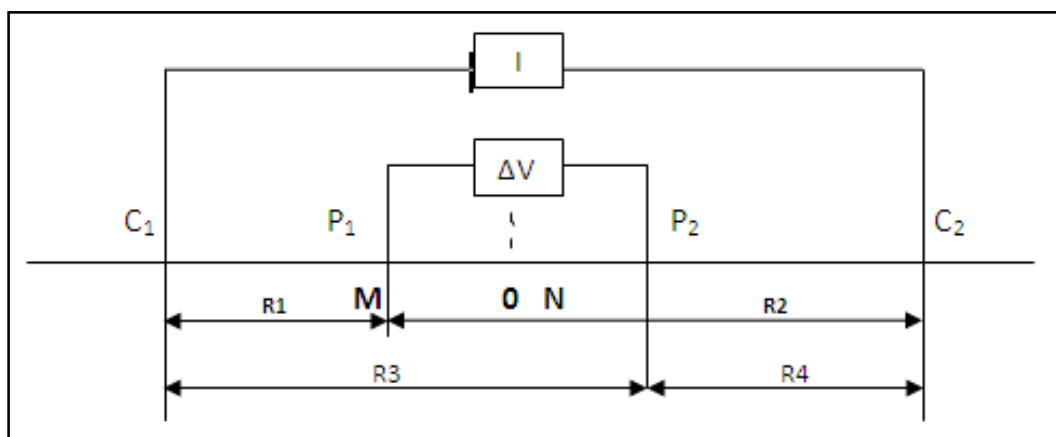 I
ΔV
C₁ P₁ P₂ C₂
R1 M 0 N R2
R3 R4